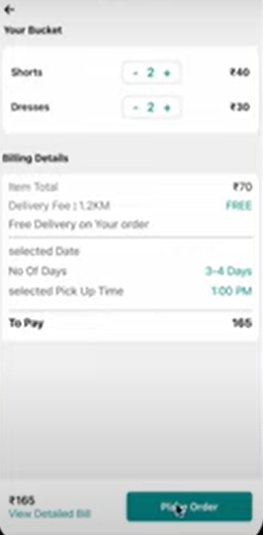 Your Bucket
Shorts - 2 + ₹40
Dresses - 2 + ₹30
Billing Details
Item Total ₹70
Delivery Fee | 1.2KM FREE
Free Delivery on Your order
selected Date
No Of Days 3-4 Days
selected Pick Up Time 1:00 PM
To Pay 165
₹165
View Detailed Bill
Place Order